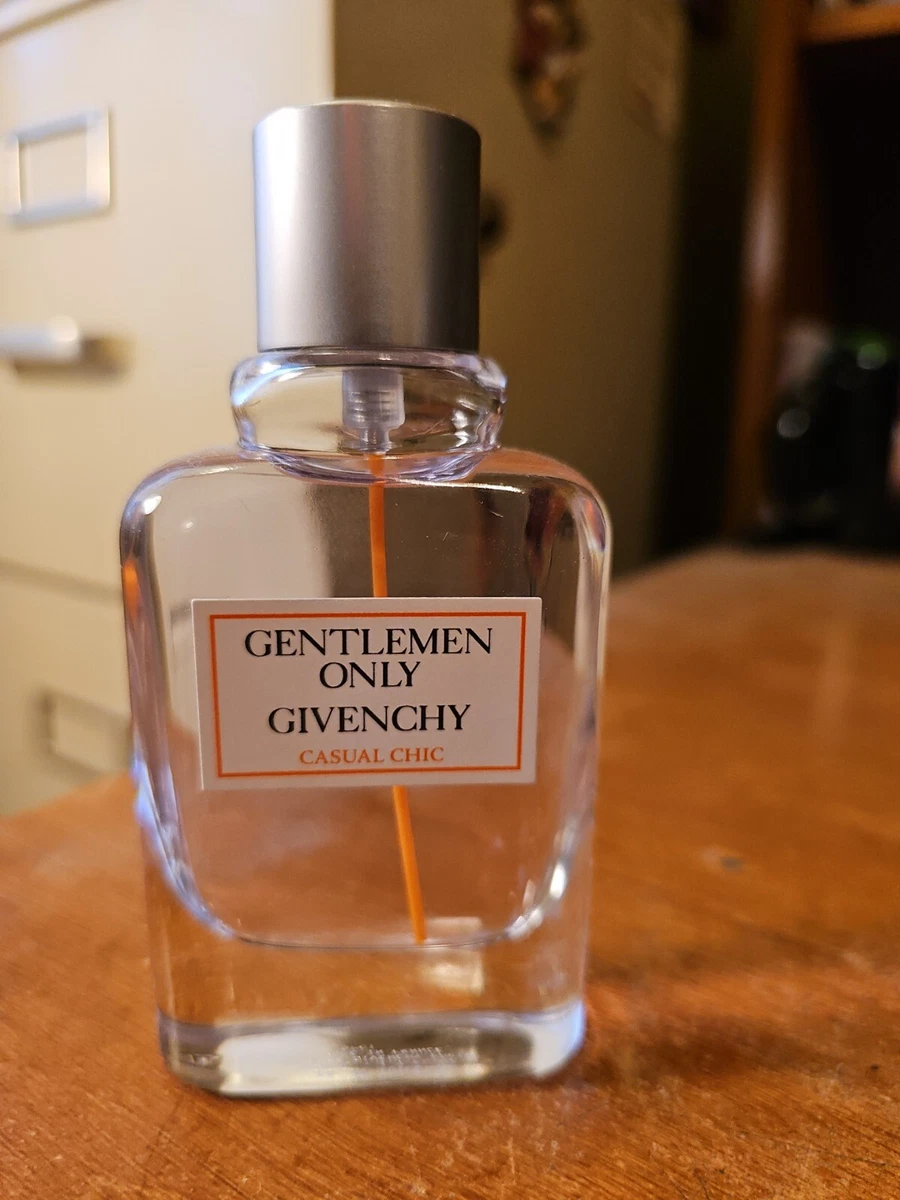 GENTLEMEN
ONLY
GIVENCHY
CASUAL CHIC